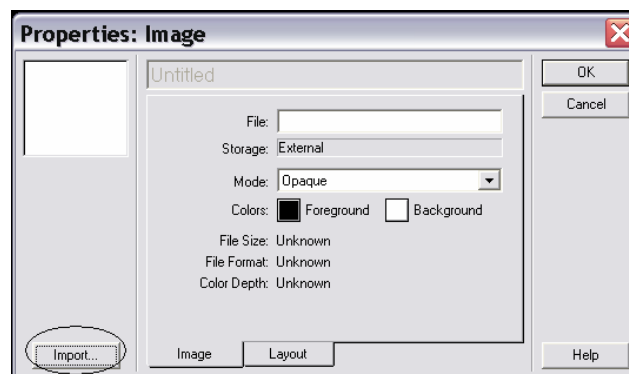 Properties: Image
Untitled
OK
Cancel
File:
Storage: External
Mode: Opaque
Colors: Foreground Background
File Size: Unknown
File Format: Unknown
Color Depth: Unknown
Import...
Image Layout
Help